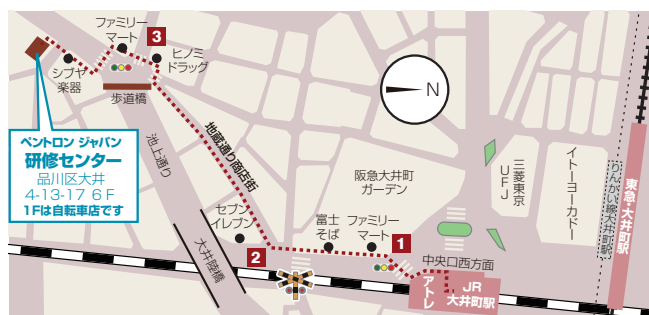 ファミリー
マート
3
ヒノミ
ドラッグ
シブヤ
楽器
歩道橋
N
ペントロン ジャパン
研修センター
品川区大井
4-13-17 6F
1Fは自転車店です
池上通り
地蔵通り商店街
阪急大井町
ガーデン
三菱東京
UFJ
イトーヨーカドー
りんかい線大井町駅
東急・大井町駅
セブン
イレブン
大井陸橋
2
富士
そば
ファミリー
マート
1
中央口西方面
アトレ
JR
大井町駅